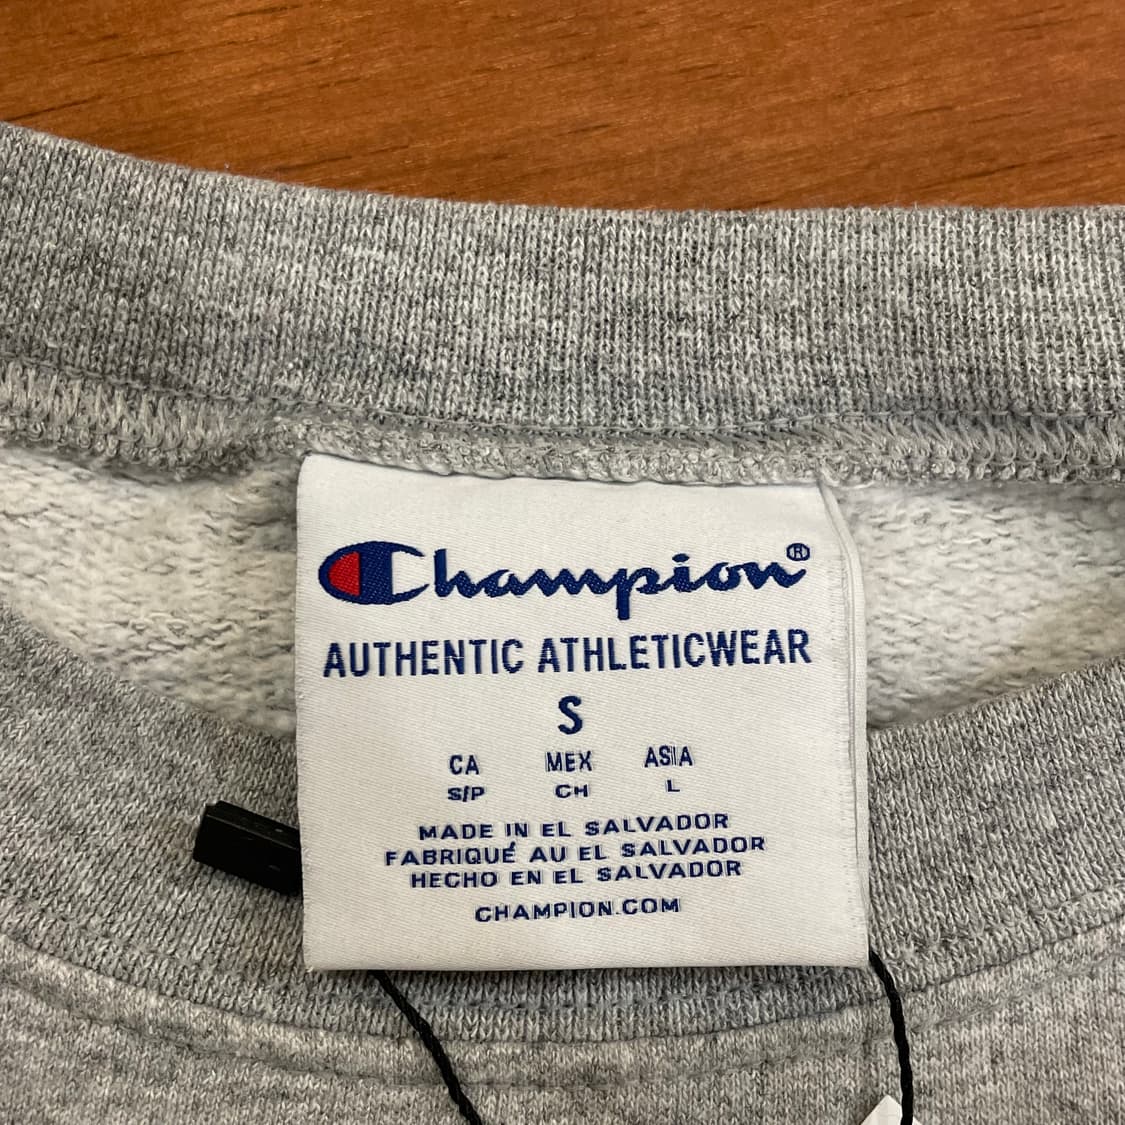 Champion®
AUTHENTIC ATHLETICWEAR
S
CA MEX ASIA
S/P CH L
MADE IN EL SALVADOR
FABRIQUÉ AU EL SALVADOR
HECHO EN EL SALVADOR
CHAMPION.COM